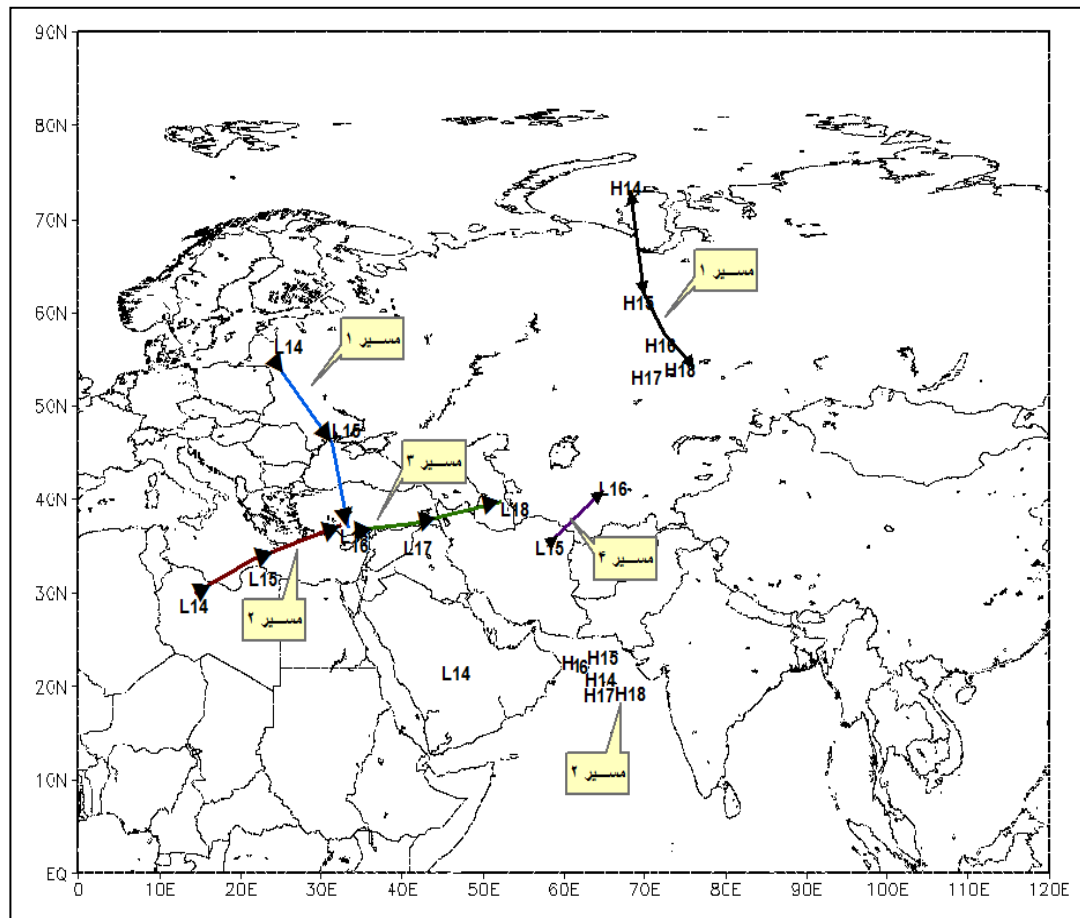 90N
80N
H14
70N
مسیر ۱
H15
60N
مسیر ۱
L14
H16
H17
H18
50N
L15
مسیر ۳
40N
L16
L18
L16
L17
L15
مسیر ۴
L15
L14
30N
مسیر ۲
H15
H16
L14
H14
20N
H17
H18
مسیر ۲
10N
EQ
0 10E 20E 30E 40E 50E 60E 70E 80E 90E 100E 110E 120E